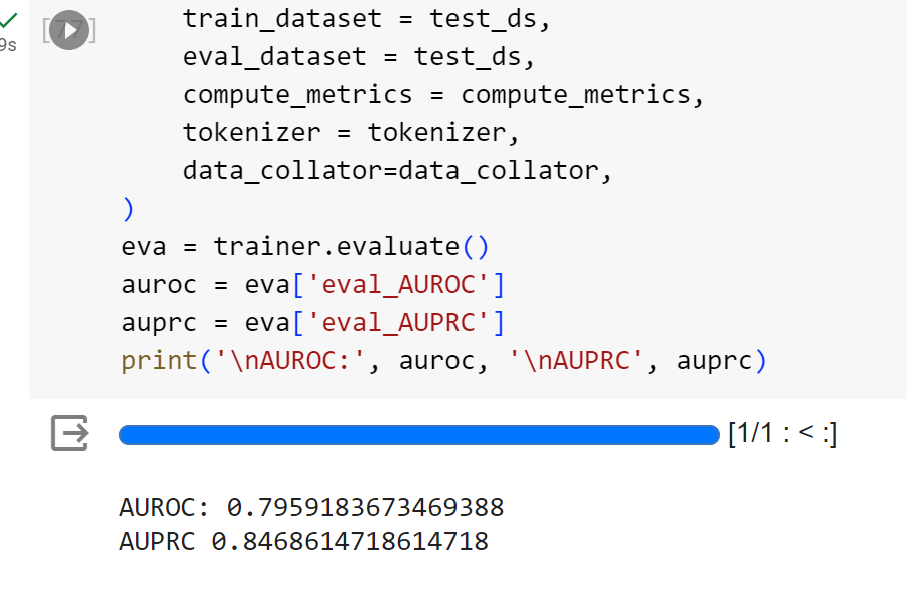 train_dataset = test_ds,
[77]
9s
eval_dataset = test_ds,
compute_metrics = compute_metrics,
tokenizer = tokenizer,
data_collator=data_collator,
)
eva = trainer.evaluate()
auroc = eva['eval_AUROC']
auprc = eva['eval_AUPRC']
print('\nAUROC:', auroc, '\nAUPRC', auprc)
[1/1 : < :]
AUROC: 0.7959183673469388
AUPRC 0.8468614718614718